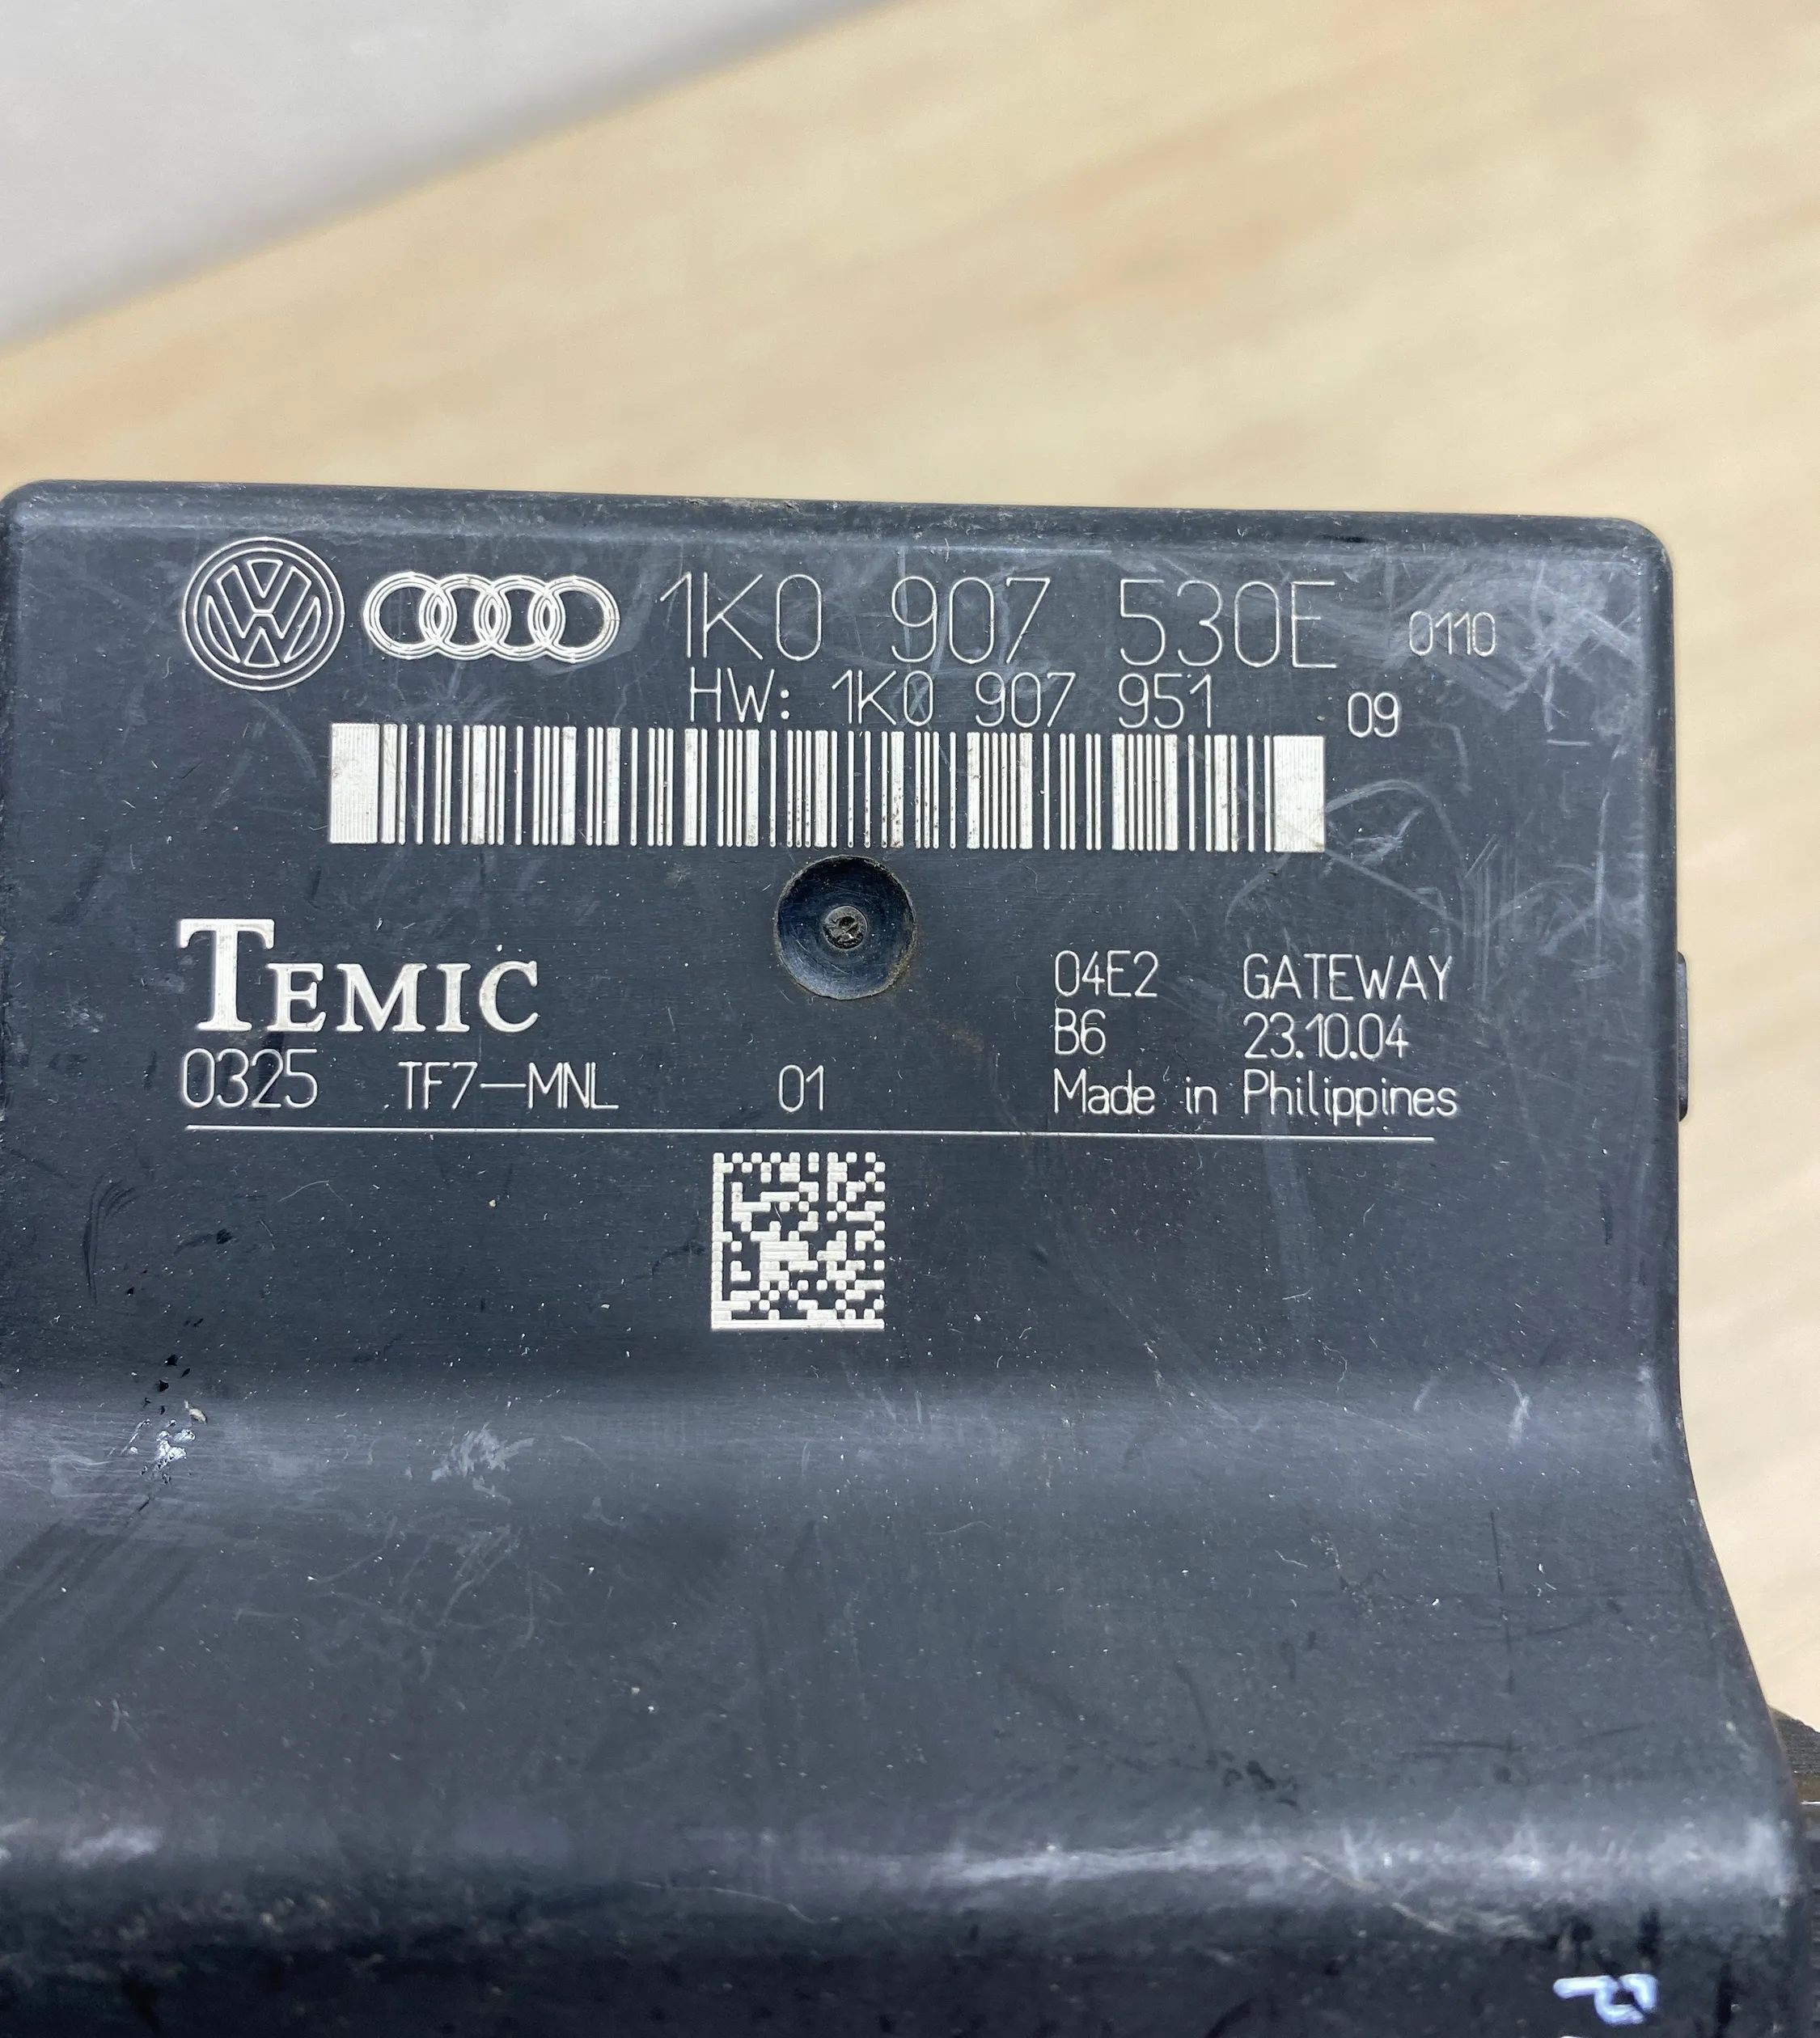 1K0 907 530E 0110
HW: 1K0 907 951 09
TEMIC
0325 TF7-MNL 01
04E2 GATEWAY
B6 23.10.04
Made in Philippines